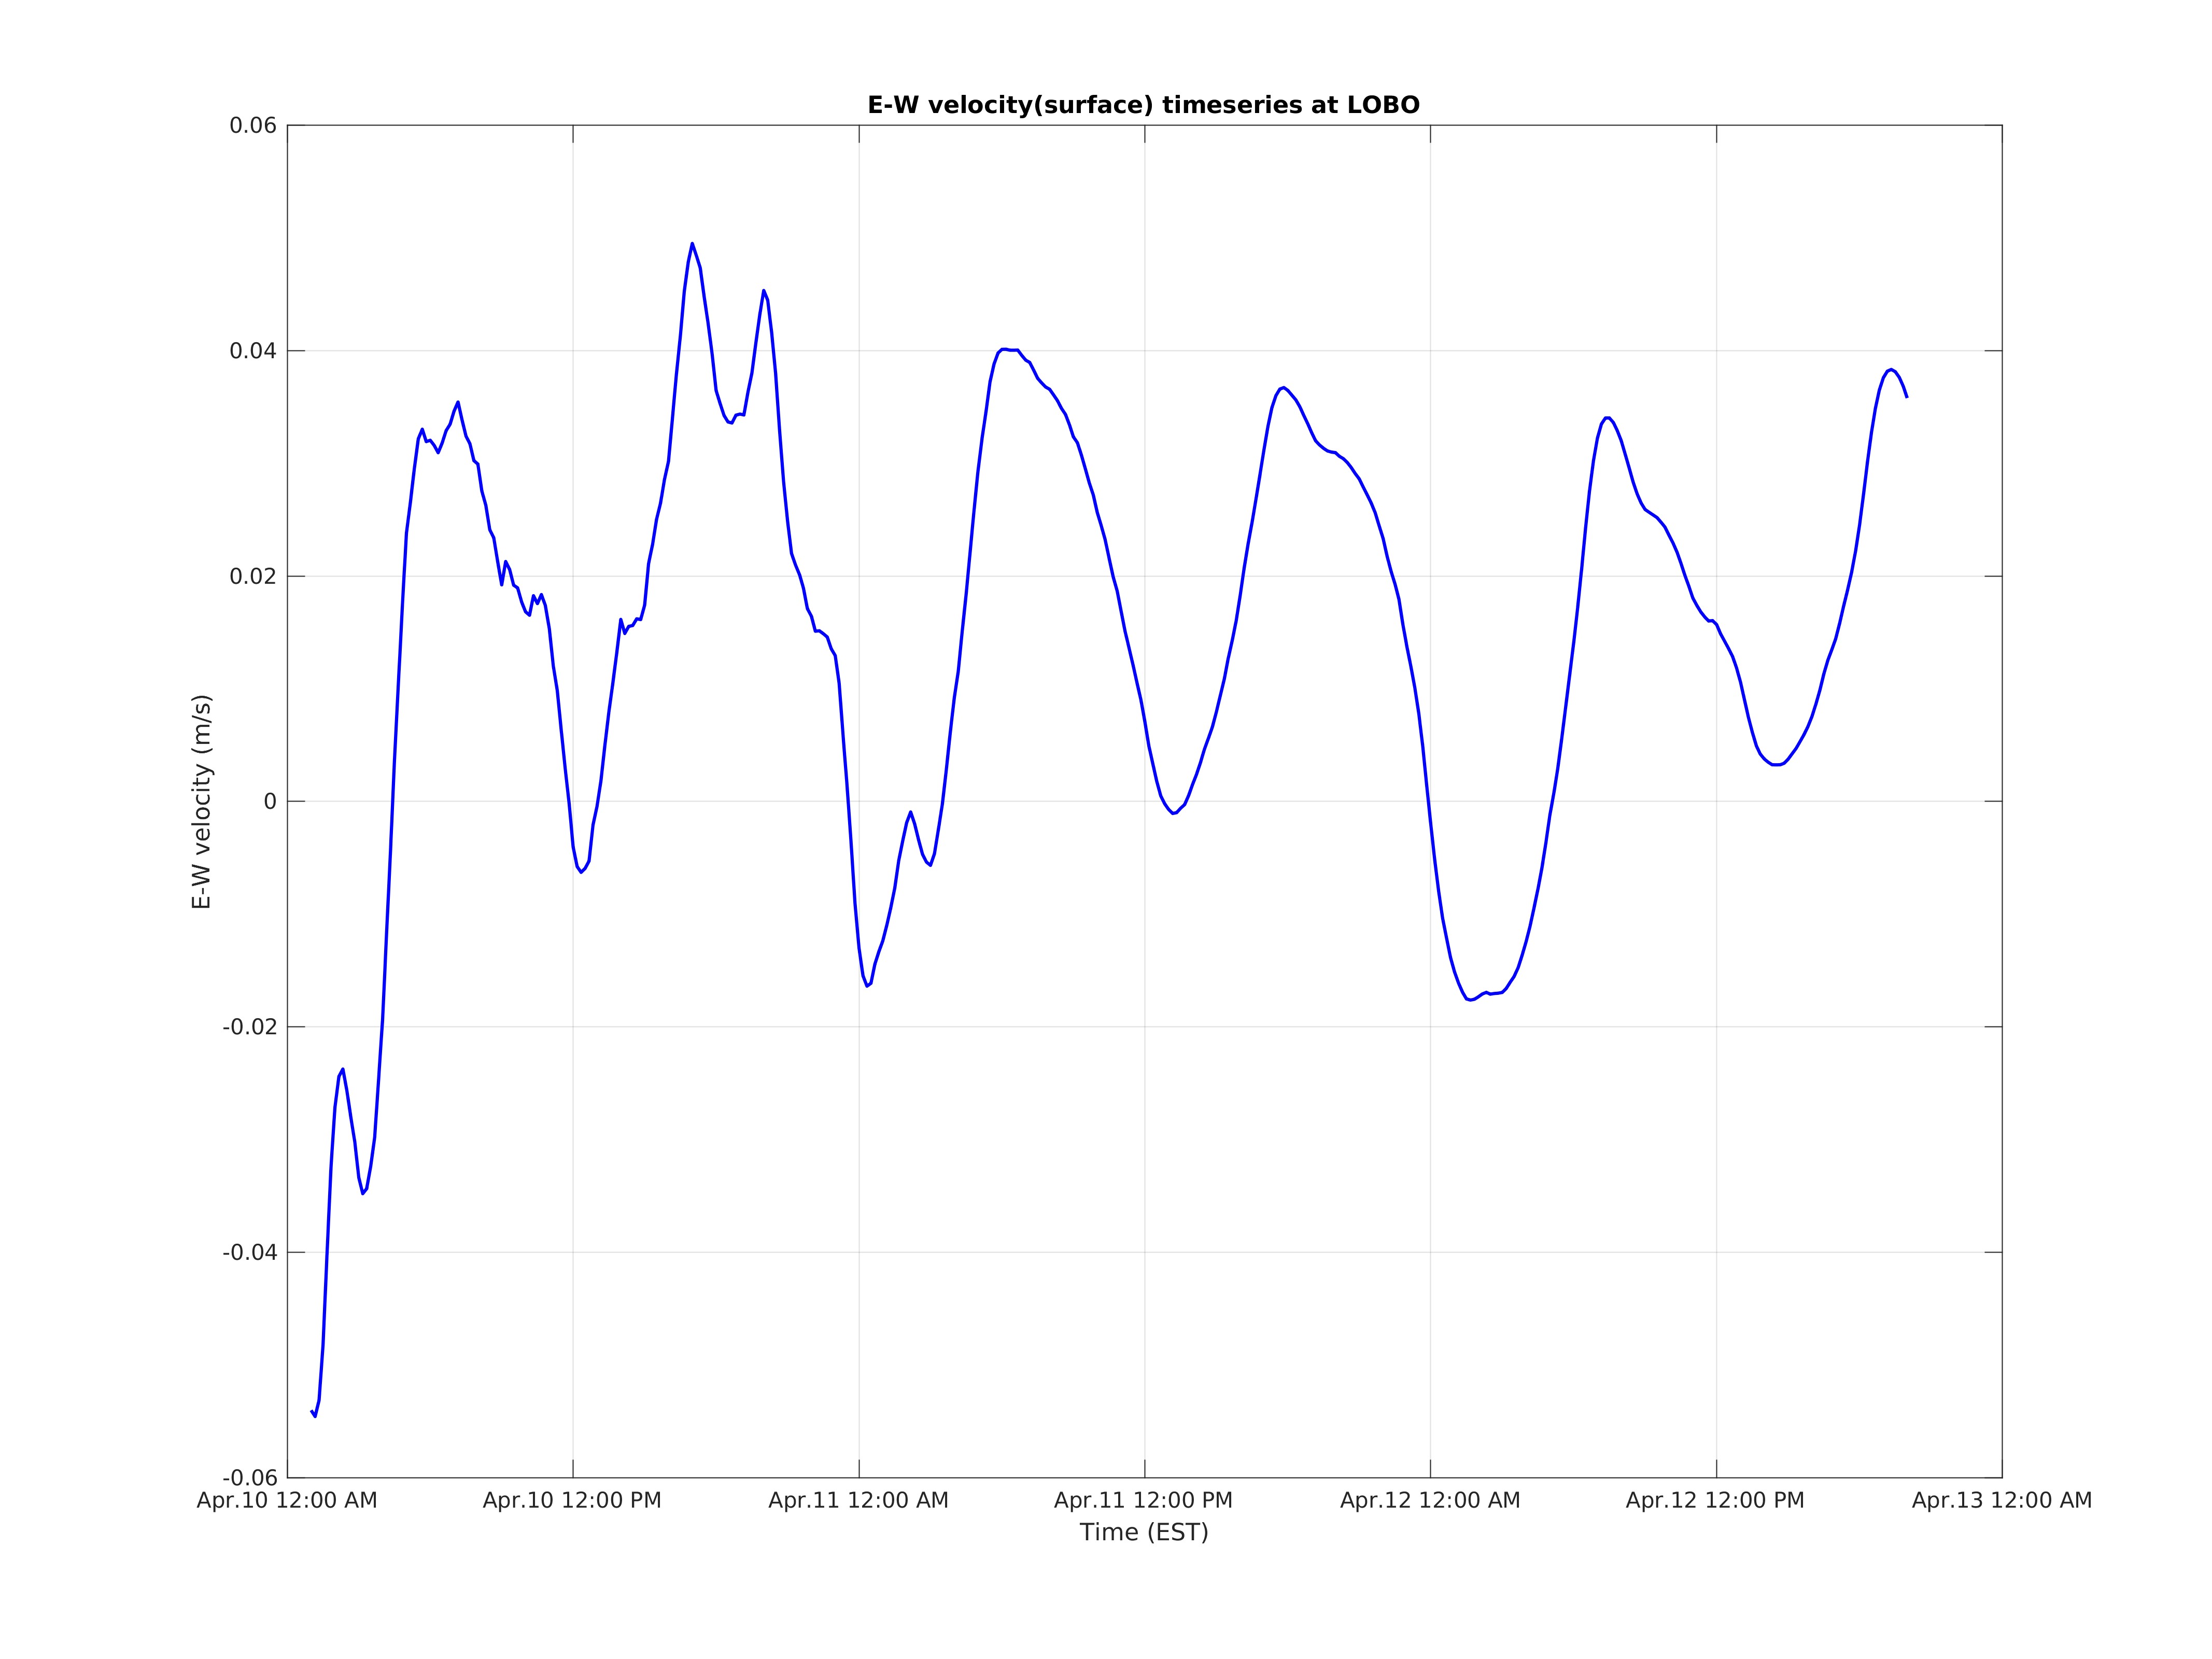 E-W velocity(surface) timeseries at LOBO
0.06
0.04
0.02
0
-0.02
-0.04
-0.06
E-W velocity (m/s)
Apr.10 12:00 AM
Apr.10 12:00 PM
Apr.11 12:00 AM
Apr.11 12:00 PM
Apr.12 12:00 AM
Apr.12 12:00 PM
Apr.13 12:00 AM
Time (EST)